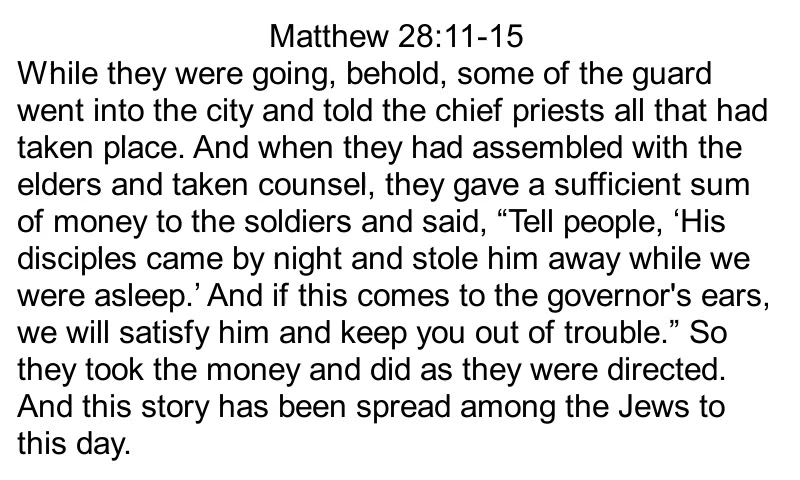 Matthew 28:11-15
While they were going, behold, some of the guard
went into the city and told the chief priests all that had
taken place. And when they had assembled with the
elders and taken counsel, they gave a sufficient sum
of money to the soldiers and said, “Tell people, ‘His
disciples came by night and stole him away while we
were asleep.’ And if this comes to the governor's ears,
we will satisfy him and keep you out of trouble.” So
they took the money and did as they were directed.
And this story has been spread among the Jews to
this day.